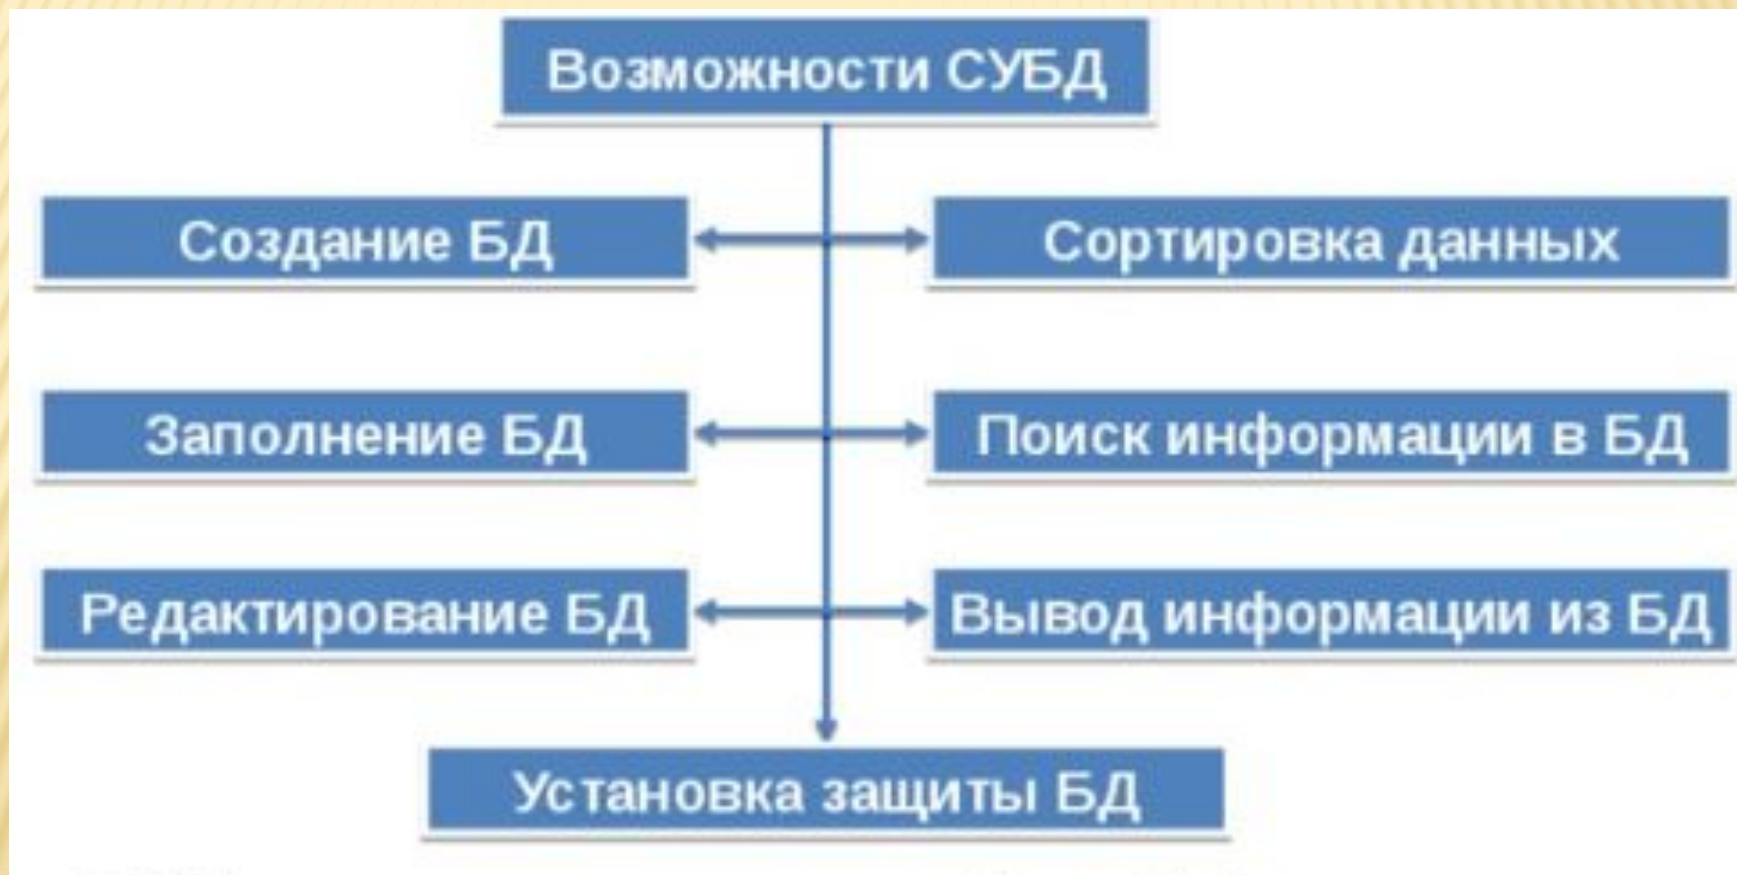 Возможности СУБД
Создание БД
Сортировка данных
Заполнение БД
Поиск информации в БД
Редактирование БД
Вывод информации из БД
Установка защиты БД